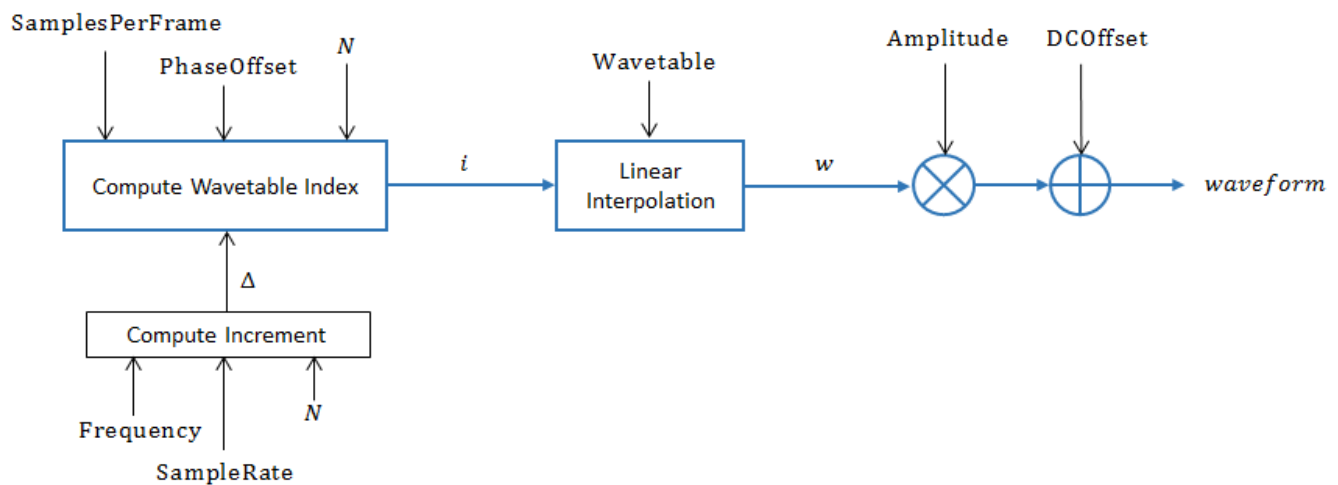 SamplesPerFrame
PhaseOffset
N
Wavetable
Amplitude
DCOffset
Compute Wavetable Index
i
Linear
Interpolation
w
waveform
Δ
Compute Increment
Frequency
SampleRate
N